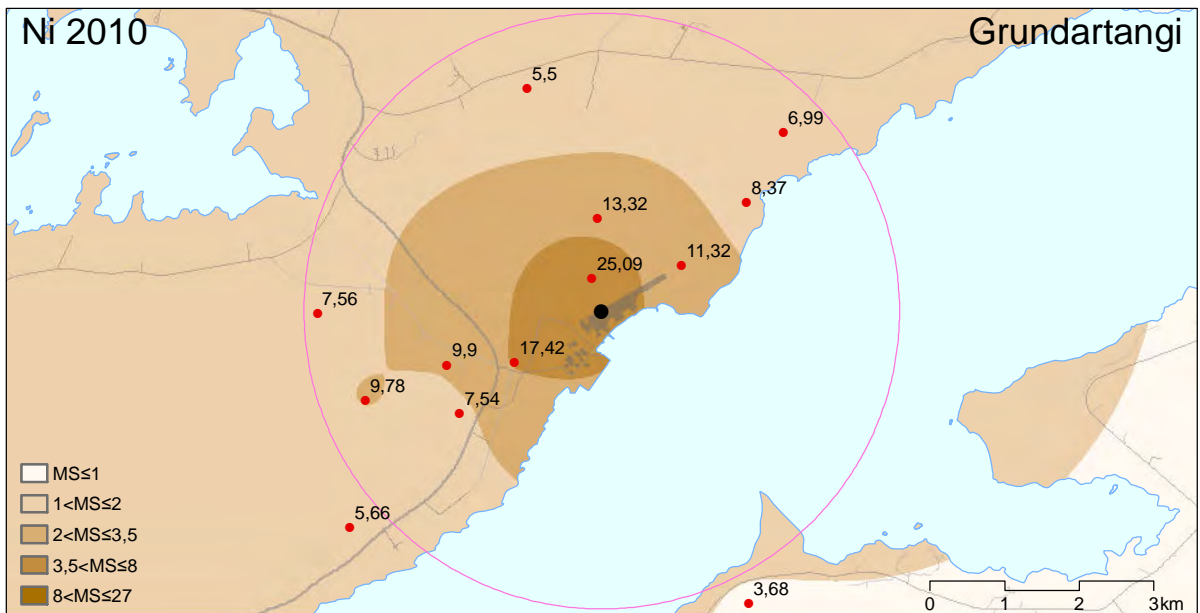 Ni 2010
Grundartangi
5,5
6,99
8,37
13,32
11,32
25,09
7,56
9,9
17,42
9,78
7,54
5,66
3,68
MS≤1
1<MS≤2
2<MS≤3,5
3,5<MS≤8
8<MS≤27
0 1 2 3km